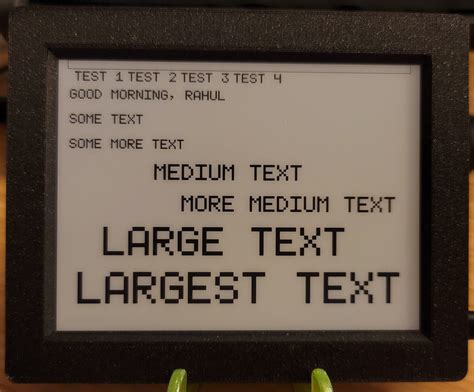 TEST 1 TEST 2 TEST 3 TEST 4
GOOD MORNING, RAHUL
SOME TEXT
SOME MORE TEXT
MEDIUM TEXT
MORE MEDIUM TEXT
LARGE TEXT
LARGEST TEXT